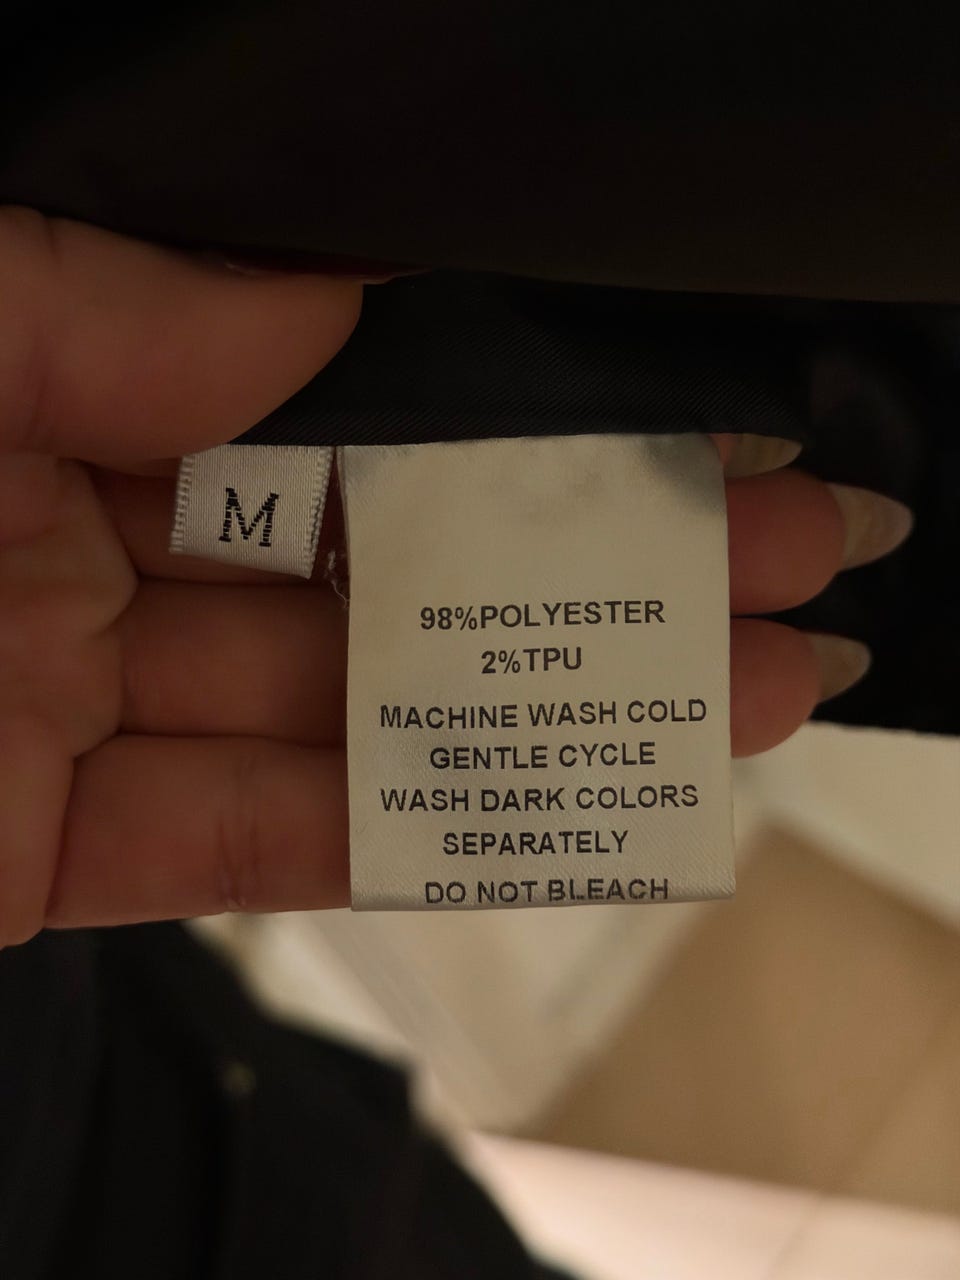 M
98%POLYESTER
2%TPU
MACHINE WASH COLD
GENTLE CYCLE
WASH DARK COLORS
SEPARATELY
DO NOT BLEACH